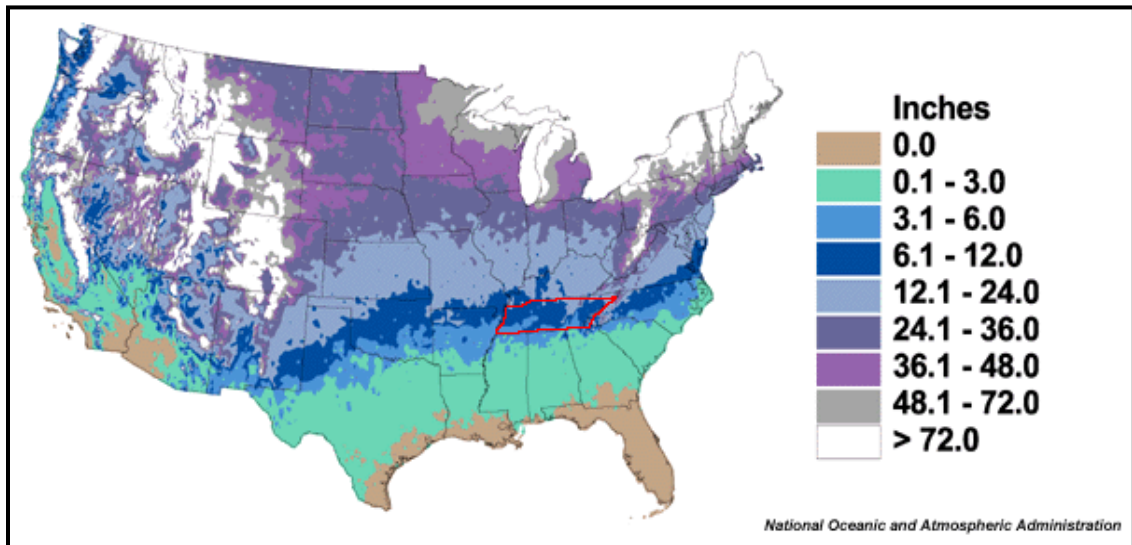 Inches
0.0
0.1 - 3.0
3.1 - 6.0
6.1 - 12.0
12.1 - 24.0
24.1 - 36.0
36.1 - 48.0
48.1 - 72.0
> 72.0
National Oceanic and Atmospheric Administration